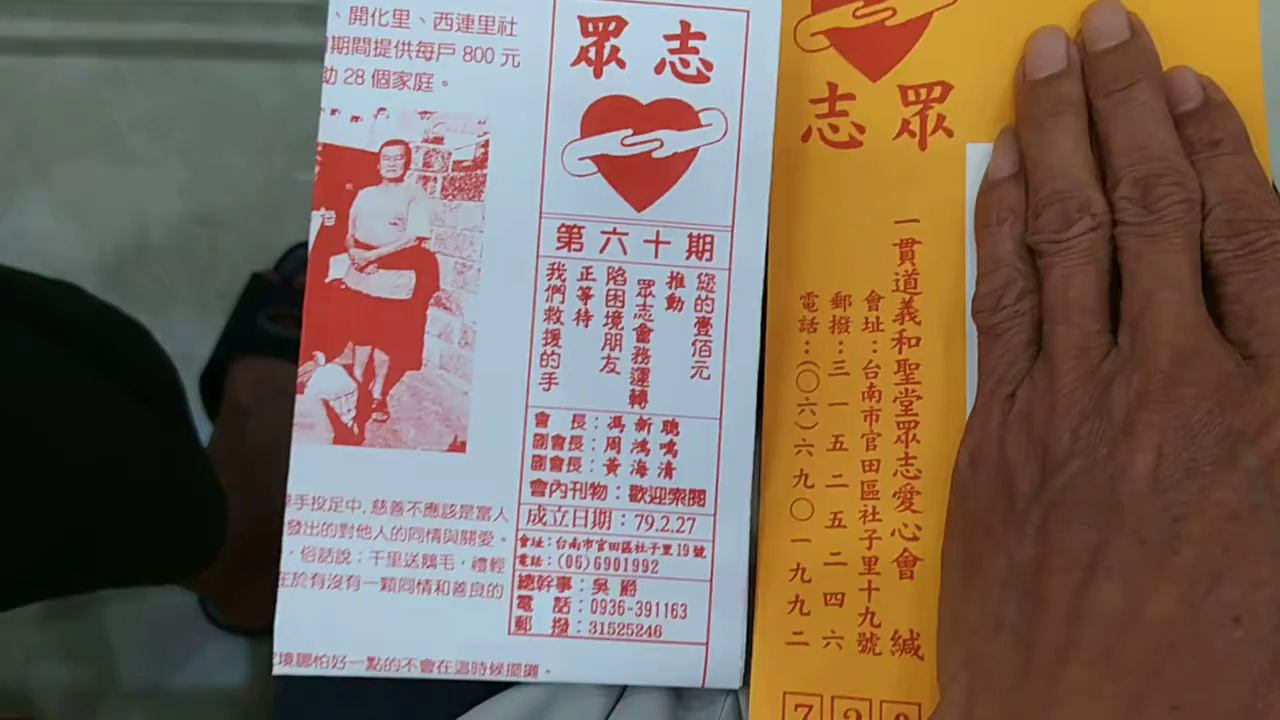 、開化里、西連里社
期間提供每戶 800 元
助 28 個家庭。
手投足中, 慈善不應該是富人
發出的對他人的同情與關愛。
，俗話說：千里送鵝毛，禮輕
在於有沒有一顆同情和善良的
境哪怕好一點的不會在這時候擺攤。
眾志
第六十期
您的壹佰元
推動
眾志會務運轉
陷困境朋友
正等待
我們救援的手
會　長：馮新聰
副會長：周鴻鳴
副會長：黃海清
會內刊物：歡迎索閱
成立日期：79.2.27
會址：台南市官田區社子里19號
電話：(06)6901992
總幹事：吳爵
電　話：0936-391163
郵　撥：31525246
眾志
一貫道義和聖堂眾志愛心會　緘
會址：台南市官田區社子里十九號
郵撥：三一五二五二四六
電話：(〇六)六九〇一九九二
720